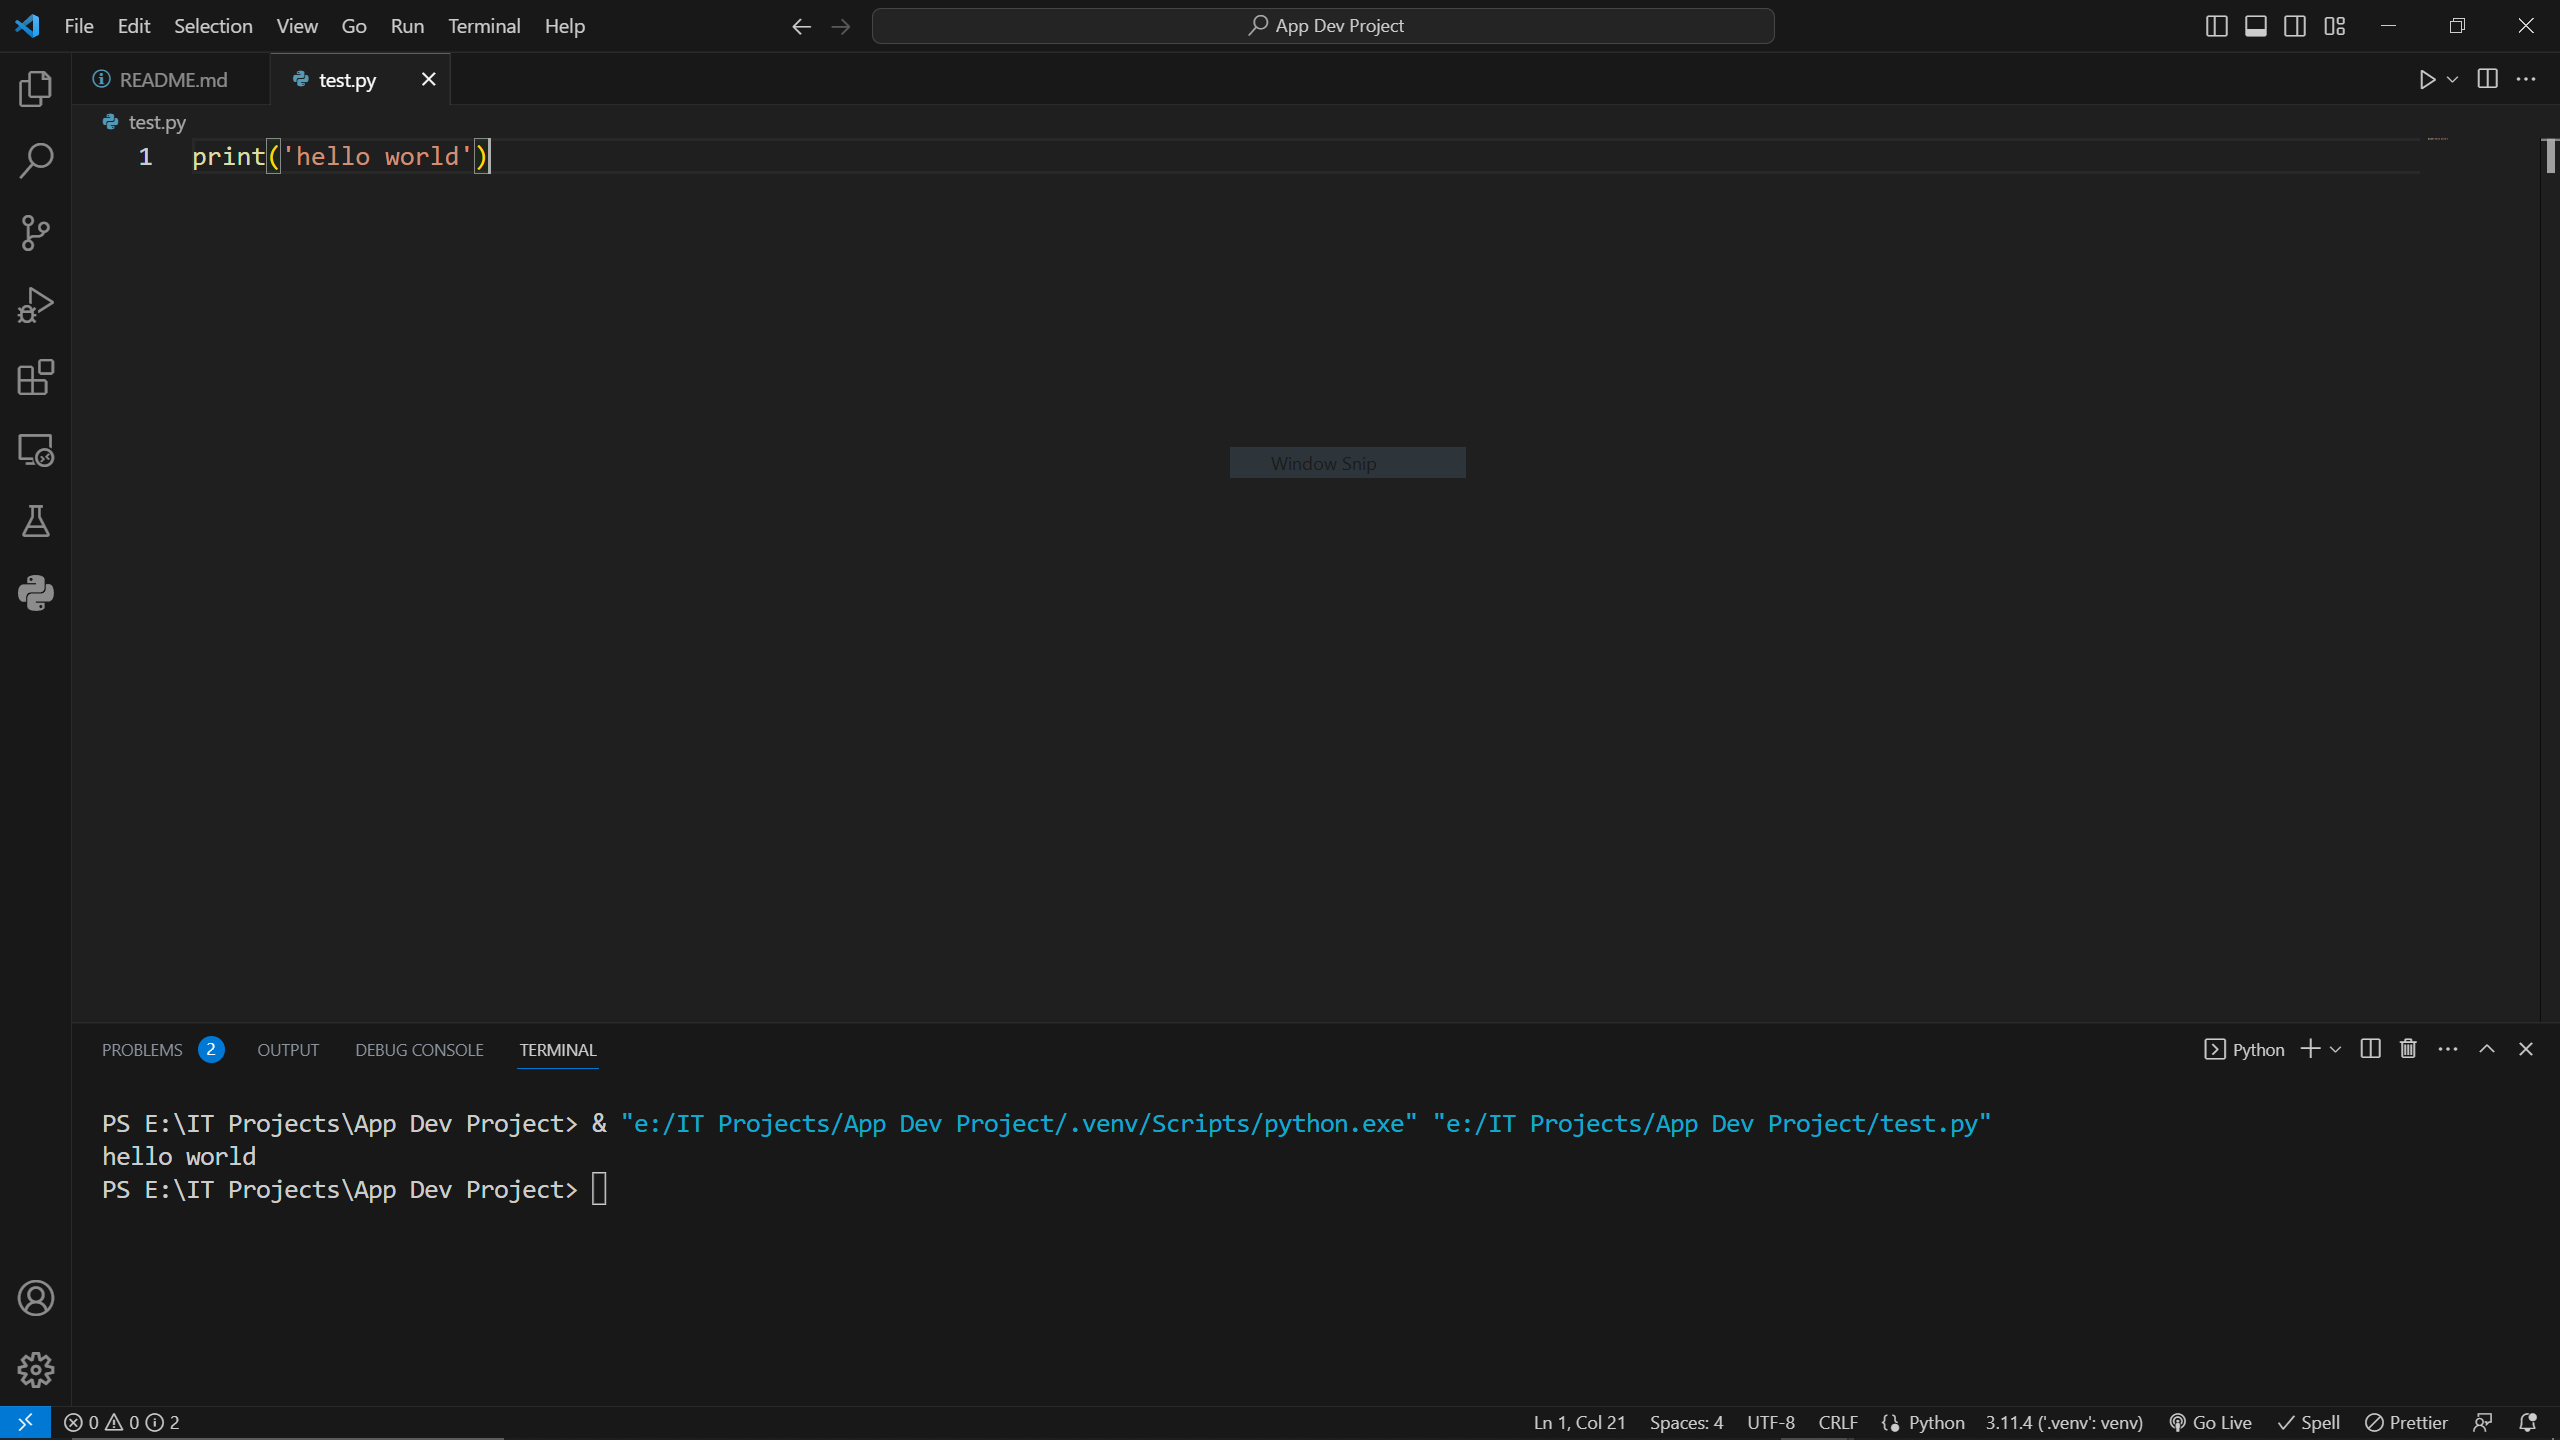 File Edit Selection View Go Run Terminal Help
App Dev Project
README.md test.py
test.py
1 print('hello world')
Window Snip
PROBLEMS 2 OUTPUT DEBUG CONSOLE TERMINAL
Python
PS E:\IT Projects\App Dev Project> & "e:/IT Projects/App Dev Project/.venv/Scripts/python.exe" "e:/IT Projects/App Dev Project/test.py"
hello world
PS E:\IT Projects\App Dev Project>
0 0 2 Ln 1, Col 21 Spaces: 4 UTF-8 CRLF Python 3.11.4 ('.venv': venv) Go Live Spell Prettier